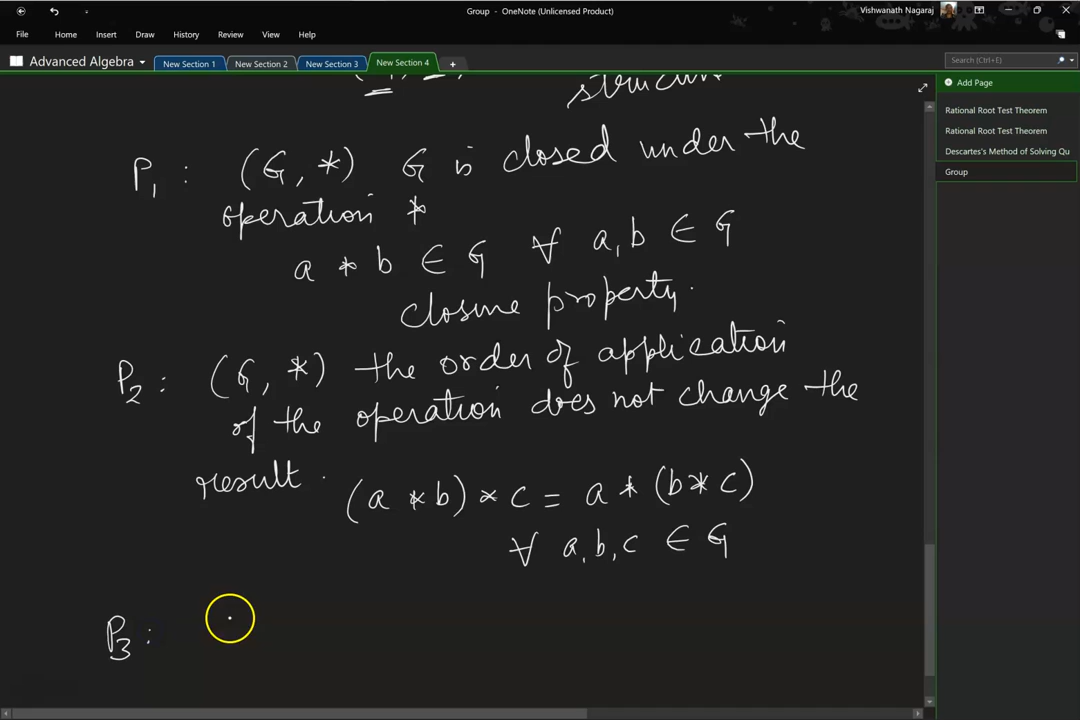 Group - OneNote (Unlicensed Product)
Vishwanath Nagaraj
File Home Insert Draw History Review View Help
Advanced Algebra New Section 1 New Section 2 New Section 3 New Section 4 +
Search (Ctrl+E)
Add Page
Rational Root Test Theorem
Rational Root Test Theorem
Descartes's Method of Solving Qu
Group
structure
P₁ : (G, *) G is closed under the
operation *
a * b ∈ G ∀ a, b ∈ G
closure property.
P₂ : (G, *) the order of application
of the operation does not change the
result.
(a * b) * c = a * (b * c)
∀ a, b, c ∈ G
P₃ :